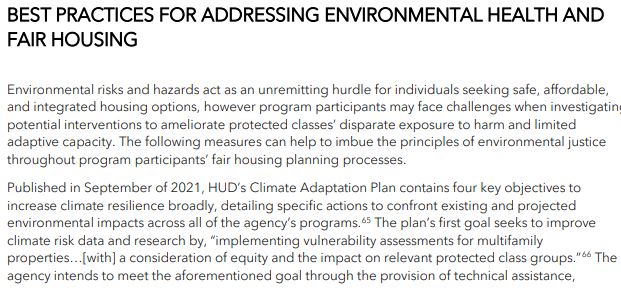 BEST PRACTICES FOR ADDRESSING ENVIRONMENTAL HEALTH AND
FAIR HOUSING
Environmental risks and hazards act as an unremitting hurdle for individuals seeking safe, affordable,
and integrated housing options, however program participants may face challenges when investigating
potential interventions to ameliorate protected classes’ disparate exposure to harm and limited
adaptive capacity. The following measures can help to imbue the principles of environmental justice
throughout program participants’ fair housing planning processes.
Published in September of 2021, HUD’s Climate Adaptation Plan contains four key objectives to
increase climate resilience broadly, detailing specific actions to confront existing and projected
environmental impacts across all of the agency’s programs.65 The plan’s first goal seeks to improve
climate risk data and research by, “implementing vulnerability assessments for multifamily
properties…[with] a consideration of equity and the impact on relevant protected class groups.”66 The
agency intends to meet the aforementioned goal through the provision of technical assistance,